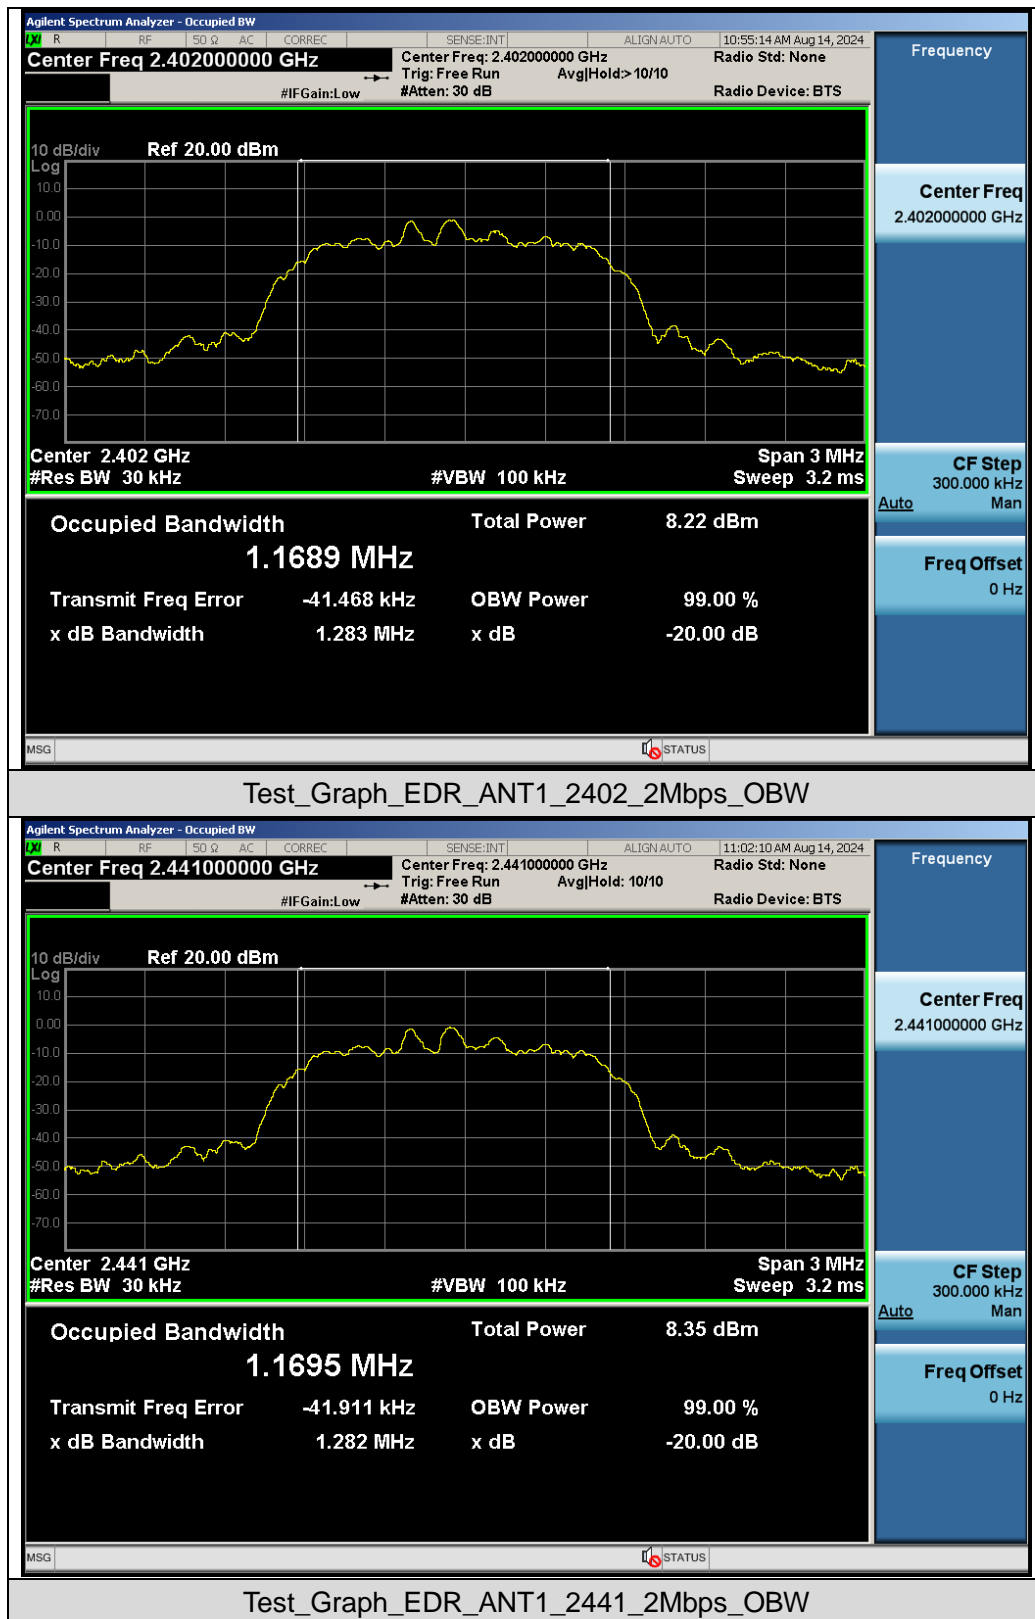 Agilent Spectrum Analyzer - Occupied BW
LXI R RF 50 Ω AC CORREC SENSE:INT ALIGN AUTO 10:55:14 AM Aug 14, 2024
Center Freq 2.402000000 GHz
Center Freq: 2.402000000 GHz Radio Std: None
Trig: Free Run Avg|Hold:> 10/10
#IFGain:Low #Atten: 30 dB Radio Device: BTS
Frequency
10 dB/div Ref 20.00 dBm
Log
10.0
0.00
-10.0
-20.0
-30.0
-40.0
-50.0
-60.0
-70.0
Center 2.402 GHz Span 3 MHz
#Res BW 30 kHz #VBW 100 kHz Sweep 3.2 ms
Center Freq
2.402000000 GHz
CF Step
300.000 kHz
Auto Man
Freq Offset
0 Hz
Occupied Bandwidth Total Power 8.22 dBm
1.1689 MHz
Transmit Freq Error -41.468 kHz OBW Power 99.00 %
x dB Bandwidth 1.283 MHz x dB -20.00 dB
MSG STATUS
Test_Graph_EDR_ANT1_2402_2Mbps_OBW
Agilent Spectrum Analyzer - Occupied BW
LXI R RF 50 Ω AC CORREC SENSE:INT ALIGN AUTO 11:02:10 AM Aug 14, 2024
Center Freq 2.441000000 GHz
Center Freq: 2.441000000 GHz Radio Std: None
Trig: Free Run Avg|Hold: 10/10
#IFGain:Low #Atten: 30 dB Radio Device: BTS
Frequency
10 dB/div Ref 20.00 dBm
Log
10.0
0.00
-10.0
-20.0
-30.0
-40.0
-50.0
-60.0
-70.0
Center 2.441 GHz Span 3 MHz
#Res BW 30 kHz #VBW 100 kHz Sweep 3.2 ms
Center Freq
2.441000000 GHz
CF Step
300.000 kHz
Auto Man
Freq Offset
0 Hz
Occupied Bandwidth Total Power 8.35 dBm
1.1695 MHz
Transmit Freq Error -41.911 kHz OBW Power 99.00 %
x dB Bandwidth 1.282 MHz x dB -20.00 dB
MSG STATUS
Test_Graph_EDR_ANT1_2441_2Mbps_OBW